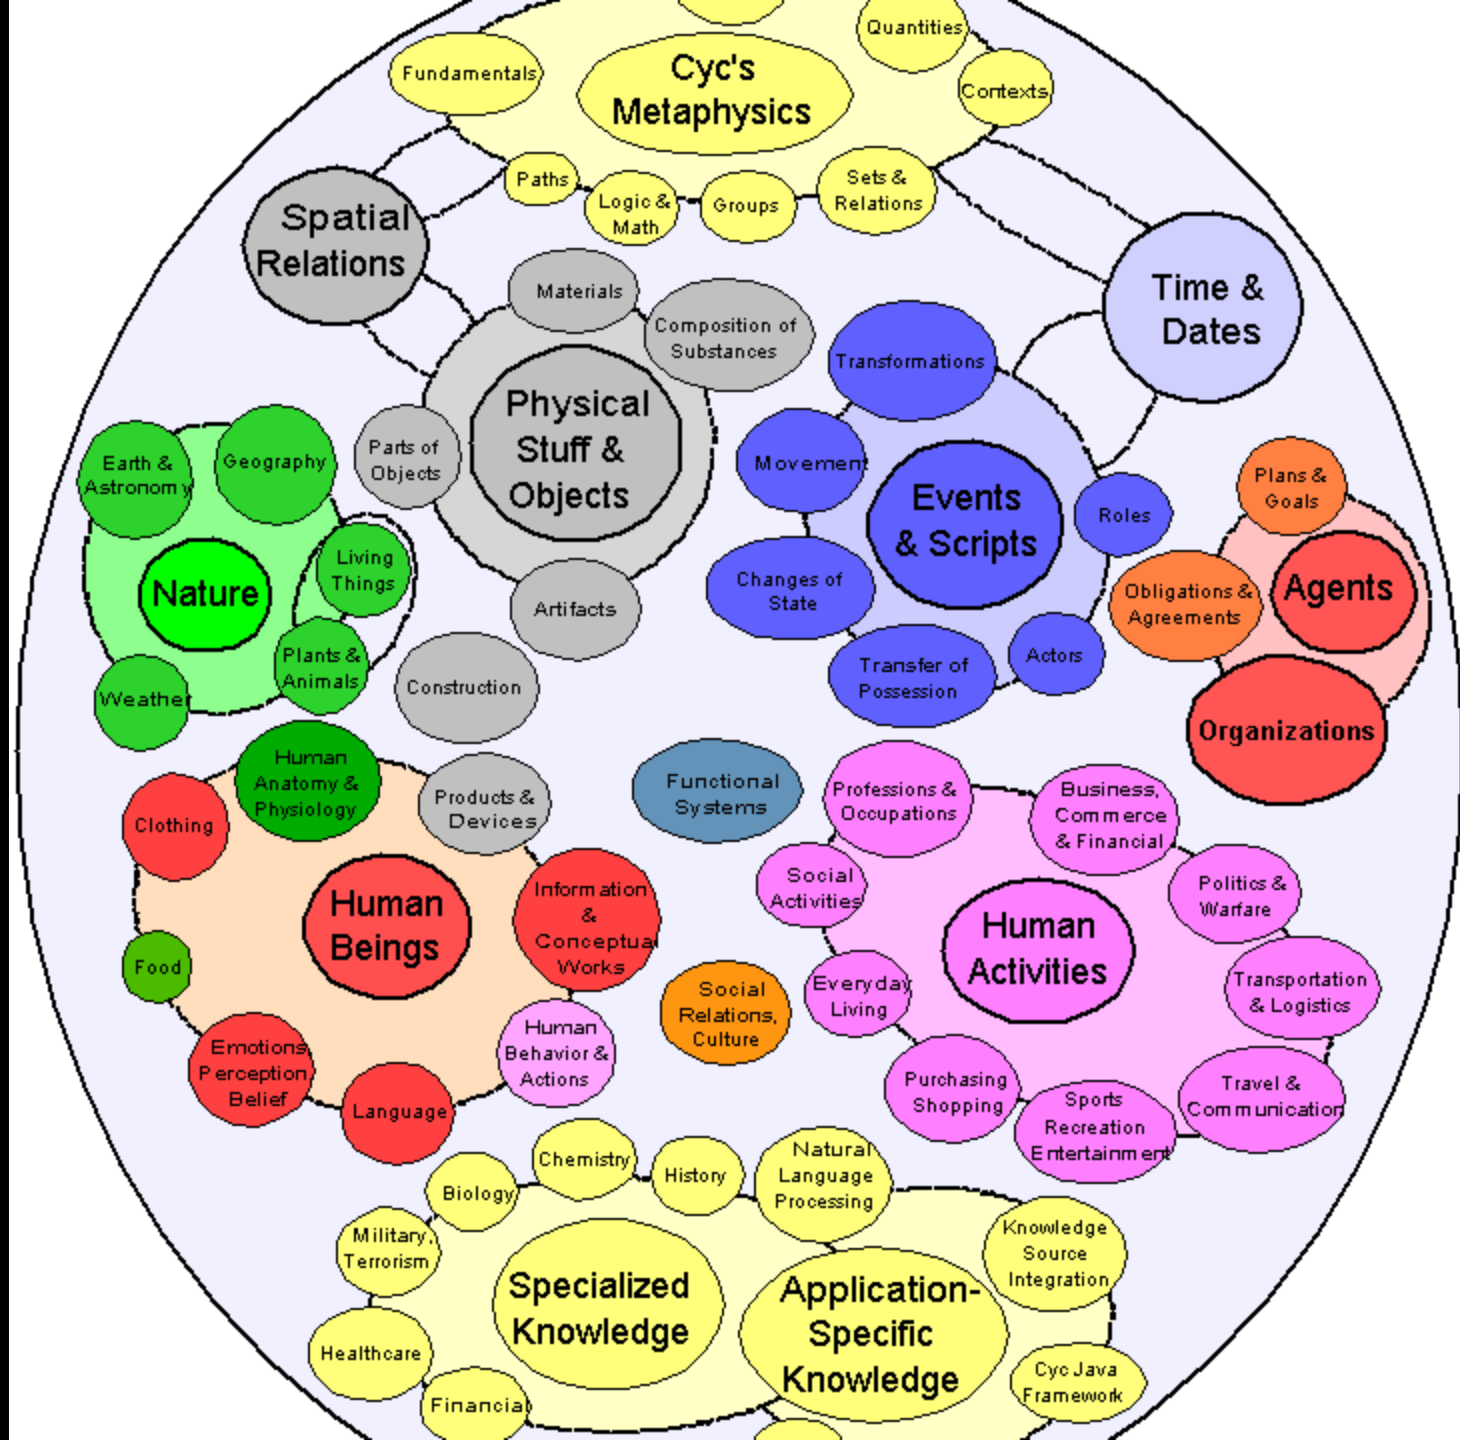 Quantities
Cyc's
Metaphysics
Fundamentals
Contexts
Paths
Logic &
Math
Groups
Sets &
Relations
Spatial
Relations
Time &
Dates
Materials
Composition of
Substances
Physical
Stuff &
Objects
Parts of
Objects
Artifacts
Construction
Products &
Devices
Transformations
Movement
Events
& Scripts
Roles
Changes of
State
Transfer of
Possession
Actors
Plans &
Goals
Agents
Obligations &
Agreements
Organizations
Earth &
Astronomy
Geography
Living
Things
Nature
Plants &
Animals
Weather
Human
Anatomy &
Physiology
Clothing
Human
Beings
Information
&
Conceptua
Works
Food
Emotions
Perception
Belief
Language
Human
Behavior &
Actions
Functional
Systems
Social
Relations,
Culture
Professions &
Occupations
Business,
Commerce
& Financial
Social
Activities
Politics &
Warfare
Human
Activities
Everyday
Living
Transportation
& Logistics
Purchasing
Shopping
Sports
Recreation
Entertainment
Travel &
Communication
Chemistry
History
Natural
Language
Processing
Biology
Military,
Terrorism
Knowledge
Source
Integration
Specialized
Knowledge
Application-
Specific
Knowledge
Healthcare
Financial
Cyc Java
Framework